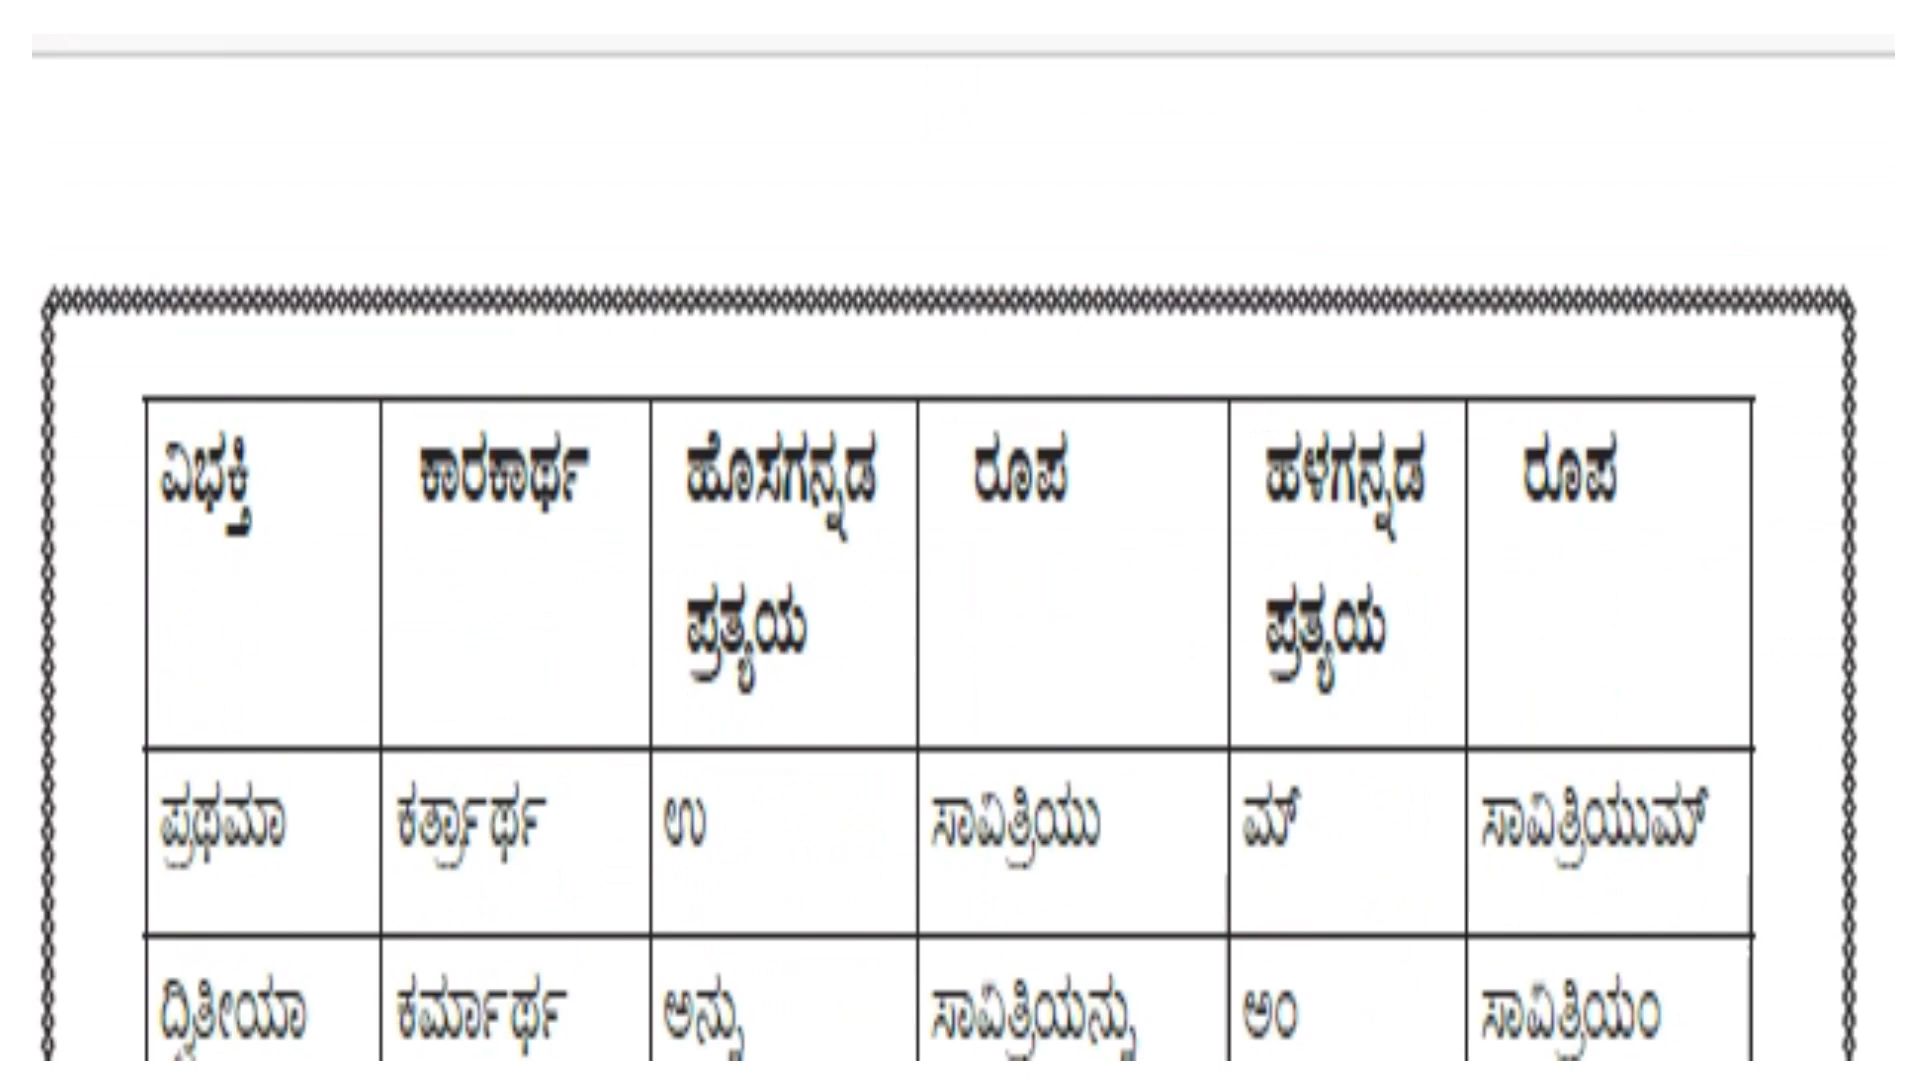 ವಿಭಕ್ತಿ ಕಾರಕಾರ್ಥ ಹೊಸಗನ್ನಡ ರೂಪ ಹಳಗನ್ನಡ ರೂಪ
ಪ್ರತ್ಯಯ ಪ್ರತ್ಯಯ
ಪ್ರಥಮಾ ಕರ್ತ್ರಾರ್ಥ ಉ ಸಾವಿತ್ರಿಯು ಮ್ ಸಾವಿತ್ರಿಯುಮ್
ದ್ವಿತೀಯಾ ಕರ್ಮಾರ್ಥ ಅನ್ನು ಸಾವಿತ್ರಿಯನ್ನು ಅಂ ಸಾವಿತ್ರಿಯಂ